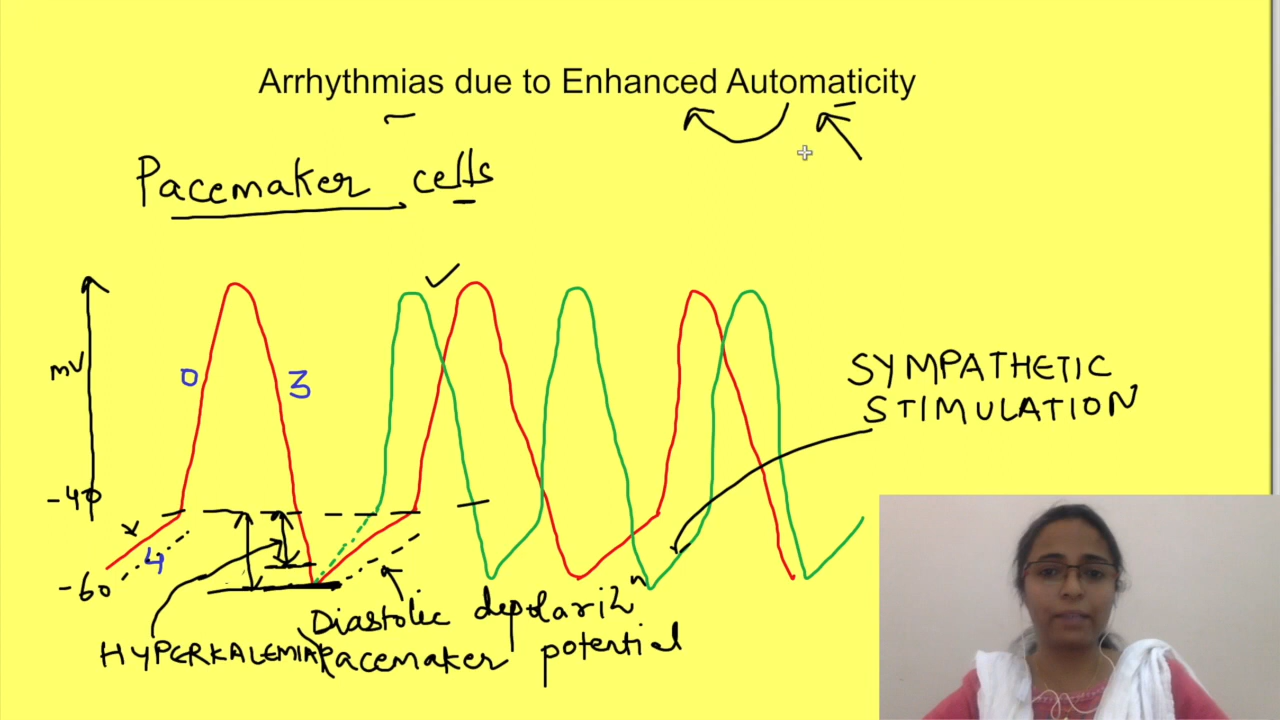 Arrhythmias due to Enhanced Automaticity
Pacemaker cells
mV
0
3
SYMPATHETIC
STIMULATION
-40
4
-60
Diastolic depolarizⁿ
HYPERKALEMIA
Pacemaker potential